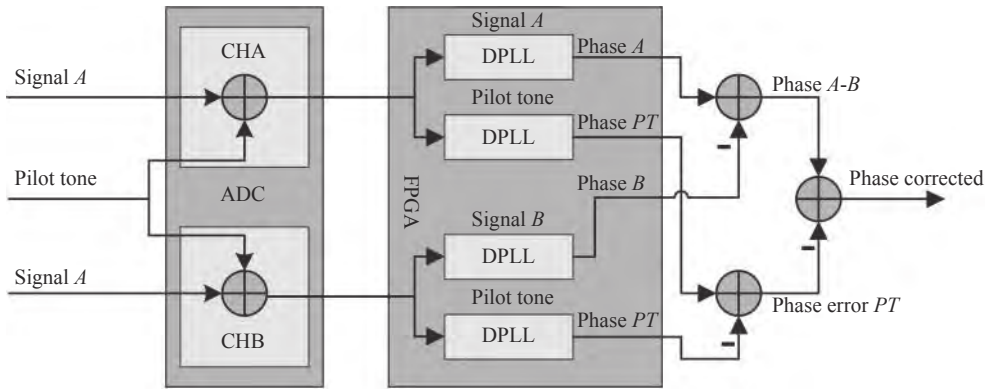 Signal A
CHA
Signal A
DPLL
Phase A
Phase A-B
Pilot tone
DPLL
Phase PT
Pilot tone
ADC
FPGA
Phase B
Phase corrected
Signal B
DPLL
Signal A
Pilot tone
Phase error PT
CHB
DPLL
Phase PT